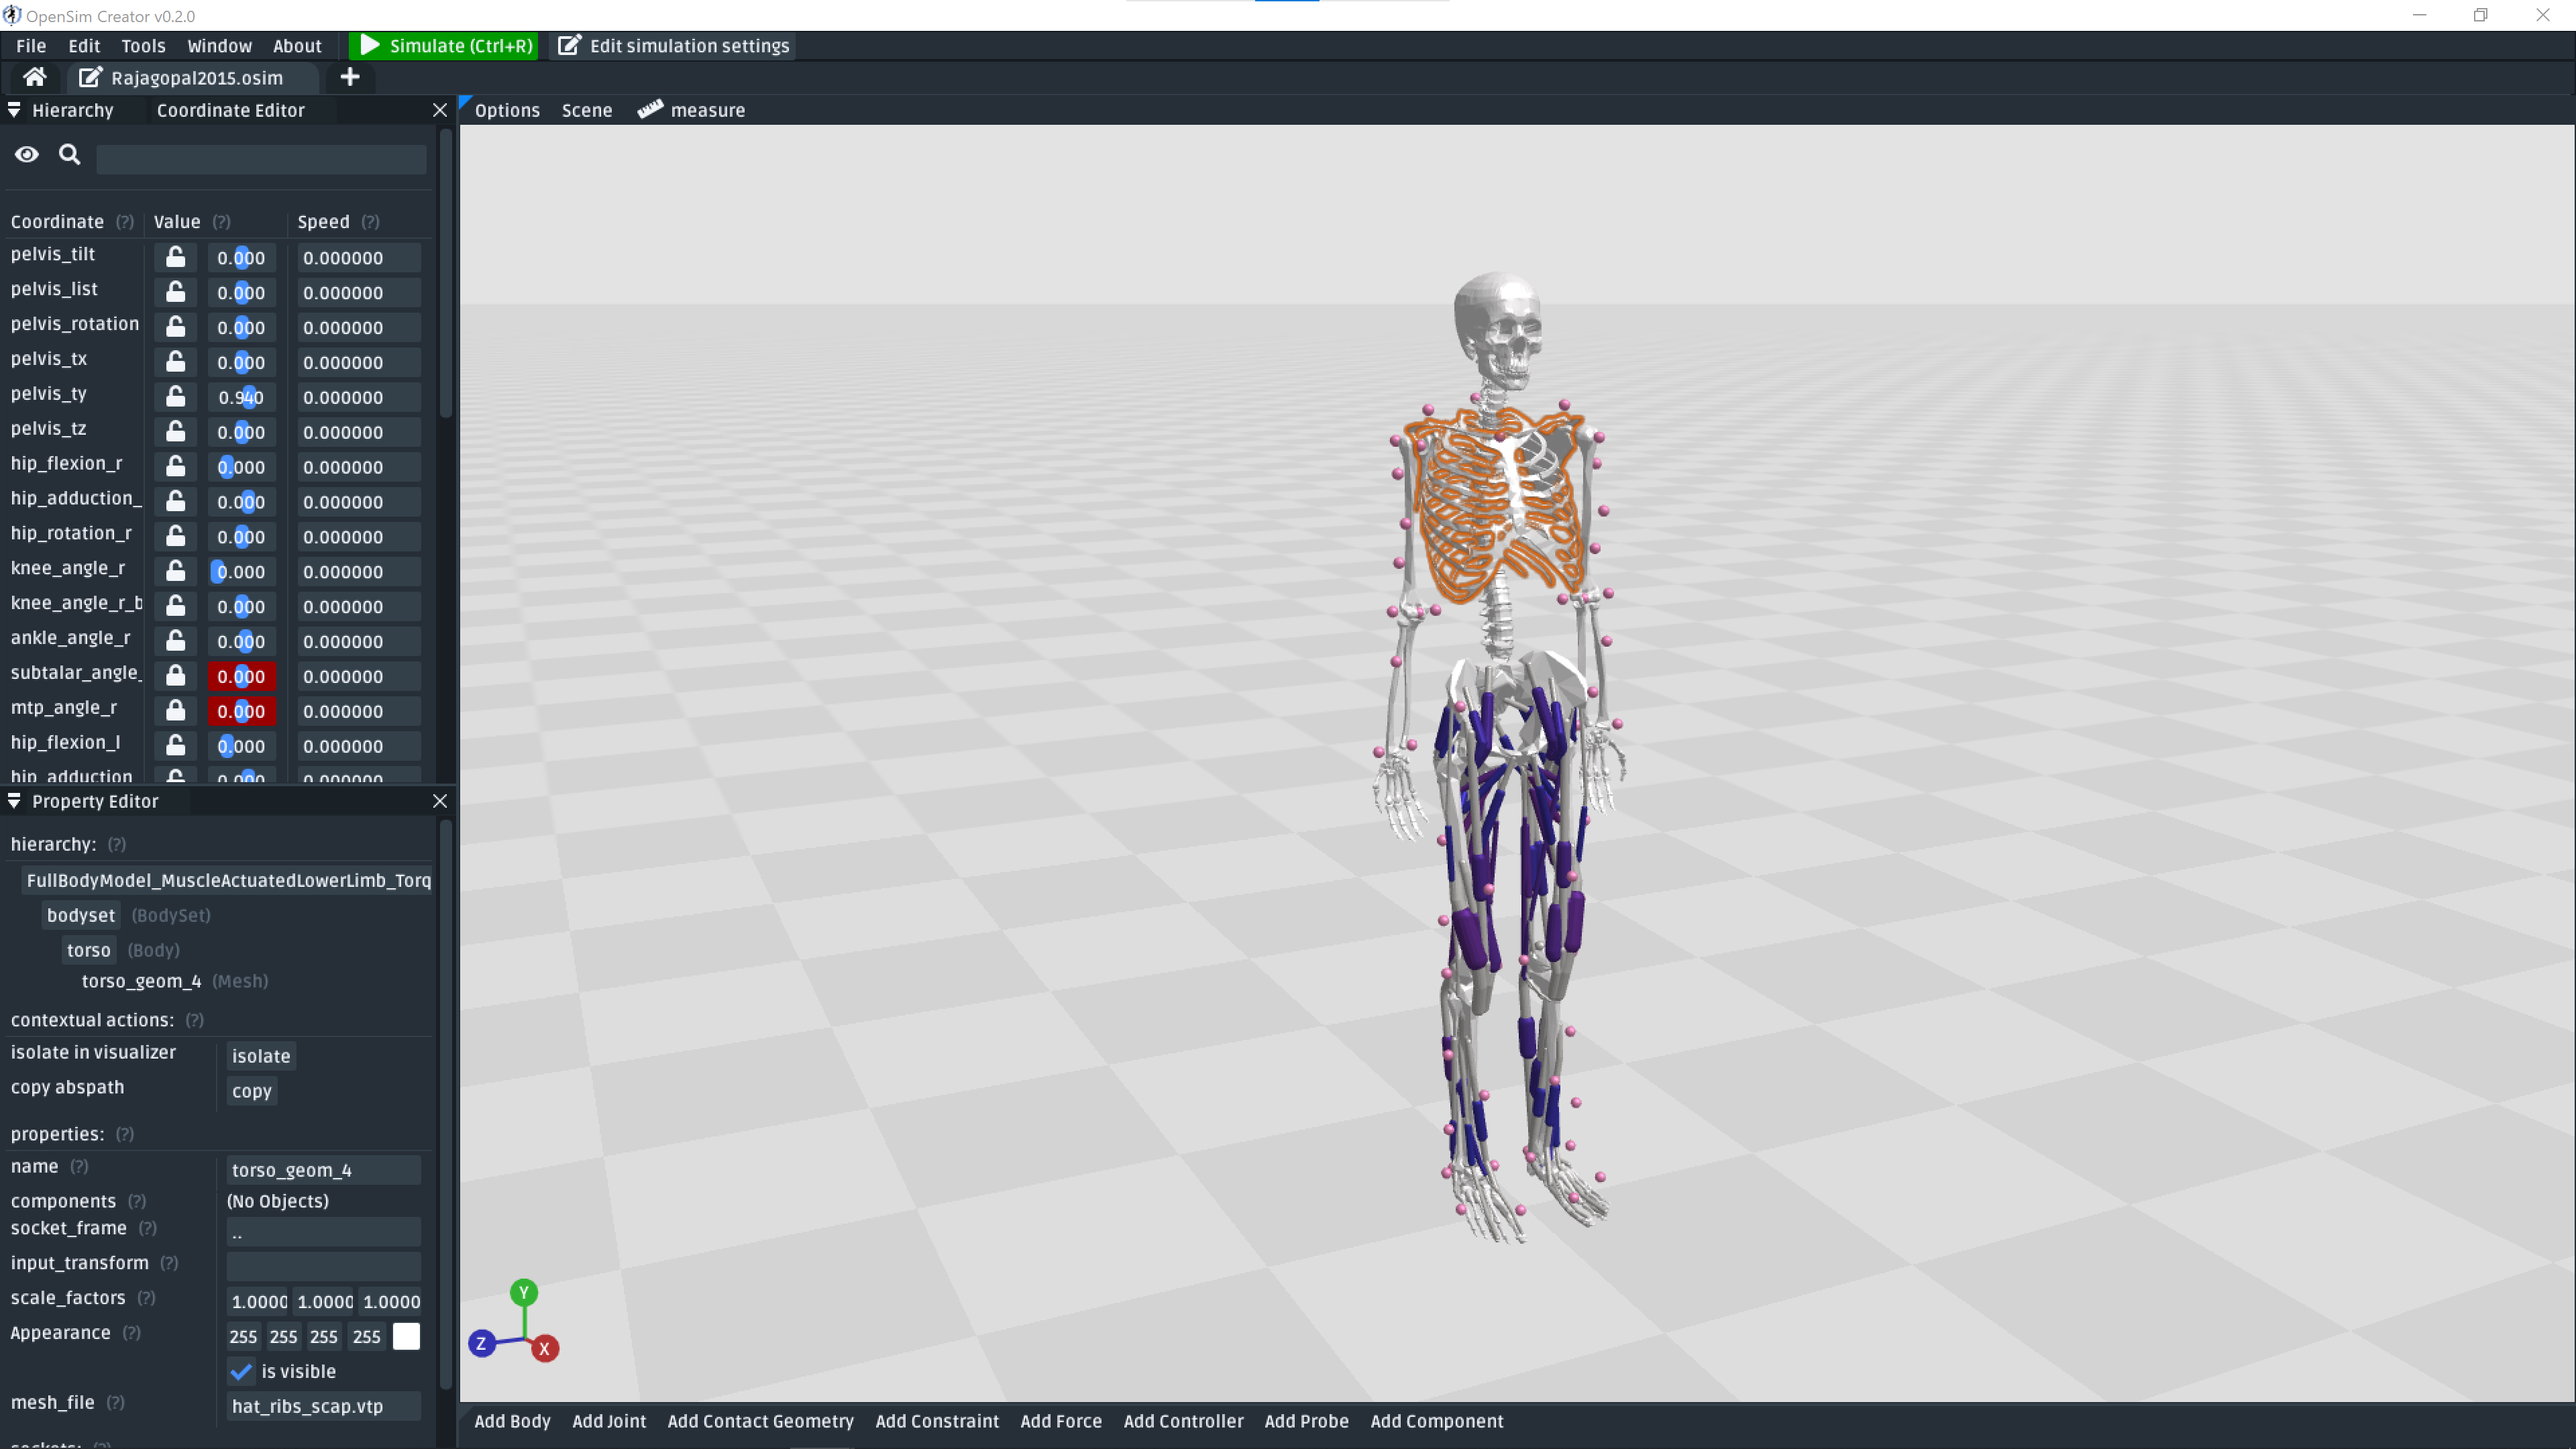 OpenSim Creator v0.2.0
File Edit Tools Window About Simulate (Ctrl+R) Edit simulation settings
Rajagopal2015.osim
Hierarchy Coordinate Editor
Options Scene measure
Coordinate (?) Value (?) Speed (?)
pelvis_tilt 0.000 0.000000
pelvis_list 0.000 0.000000
pelvis_rotation 0.000 0.000000
pelvis_tx 0.000 0.000000
pelvis_ty 0.940 0.000000
pelvis_tz 0.000 0.000000
hip_flexion_r 0.000 0.000000
hip_adduction_ 0.000 0.000000
hip_rotation_r 0.000 0.000000
knee_angle_r 0.000 0.000000
knee_angle_r_b 0.000 0.000000
ankle_angle_r 0.000 0.000000
subtalar_angle_ 0.000 0.000000
mtp_angle_r 0.000 0.000000
hip_flexion_l 0.000 0.000000
hip_adduction 0.000 0.000000
Property Editor
hierarchy: (?)
FullBodyModel_MuscleActuatedLowerLimb_Torq
bodyset (BodySet)
torso (Body)
torso_geom_4 (Mesh)
contextual actions: (?)
isolate in visualizer isolate
copy abspath copy
properties: (?)
name (?) torso_geom_4
components (?) (No Objects)
socket_frame (?) ..
input_transform (?)
scale_factors (?) 1.0000 1.0000 1.0000
Appearance (?) 255 255 255 255
is visible
mesh_file (?) hat_ribs_scap.vtp
sockets: (?)
Y
Z X
Add Body Add Joint Add Contact Geometry Add Constraint Add Force Add Controller Add Probe Add Component